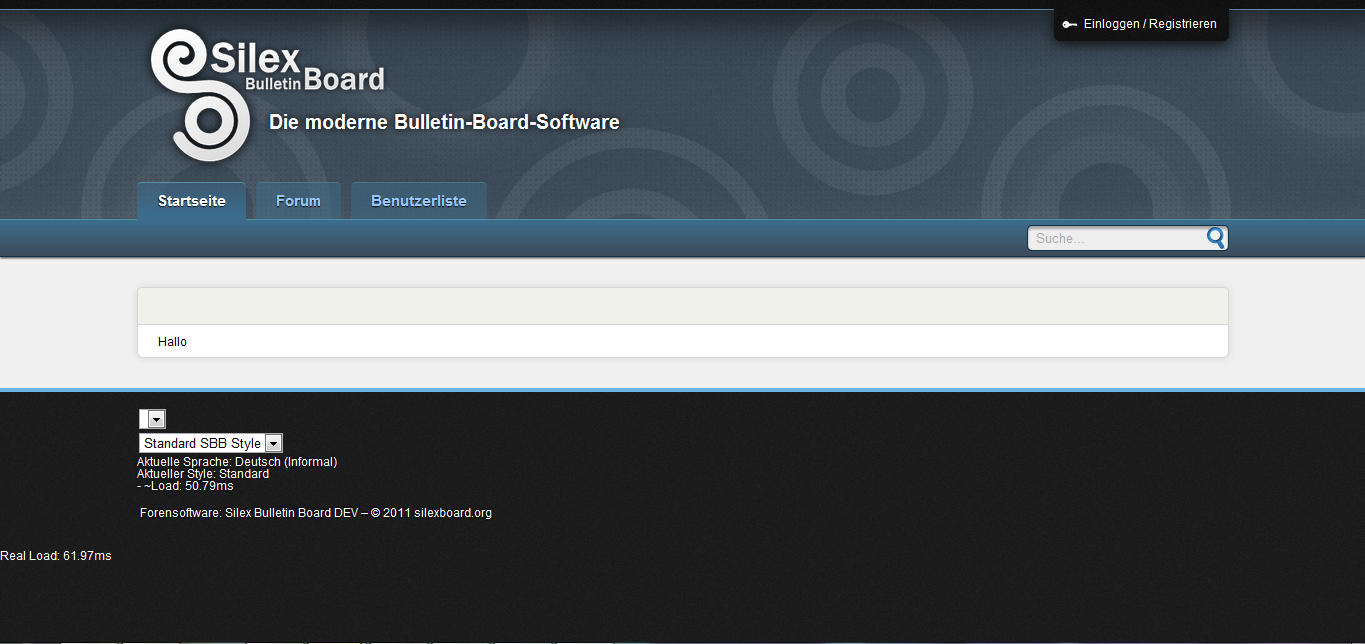 Einloggen / Registrieren
Silex
Bulletin Board
Die moderne Bulletin-Board-Software
Startseite
Forum
Benutzerliste
Suche...
Hallo
Standard SBB Style
Aktuelle Sprache: Deutsch (Informal)
Aktueller Style: Standard
- ~Load: 50.79ms
Forensoftware: Silex Bulletin Board DEV – © 2011 silexboard.org
Real Load: 61.97ms